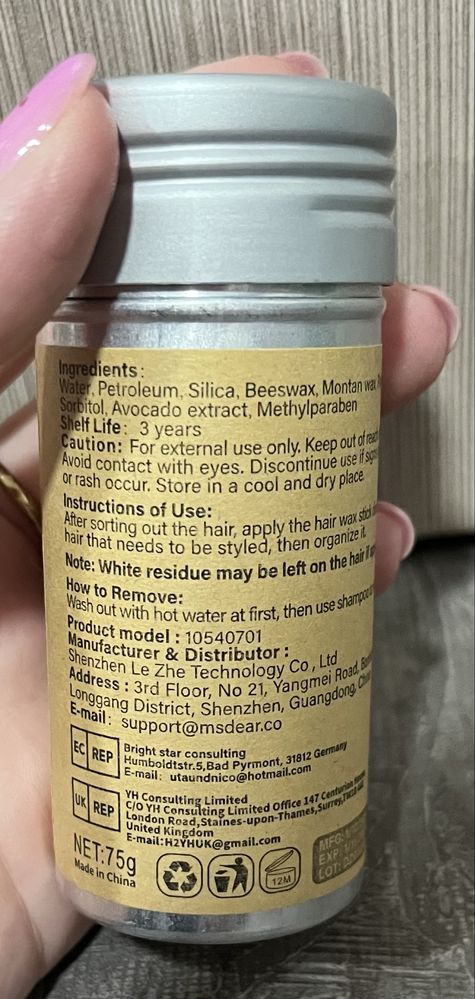 Ingredients:
Water, Petroleum, Silica, Beeswax, Montan wax,
Sorbitol, Avocado extract, Methylparaben
Shelf Life: 3 years
Caution: For external use only. Keep out of reach
Avoid contact with eyes. Discontinue use if signs
or rash occur. Store in a cool and dry place.
Instructions of Use:
After sorting out the hair, apply the hair wax stick
hair that needs to be styled, then organize it.
Note: White residue may be left on the hair if
How to Remove:
Wash out with hot water at first, then use shampoo
Product model : 10540701
Manufacturer & Distributor :
Shenzhen Le Zhe Technology Co , Ltd
Address : 3rd Floor, No 21, Yangmei Road,
Longgang District, Shenzhen, Guangdong, China
E-mail: support@msdear.co
EC REP
Bright star consulting
Humboldtstr.5,Bad Pyrmont, 31812 Germany
E-mail: utaundnico@hotmail.com
UK REP
YH Consulting Limited
C/O YH Consulting Limited Office 147 Centurion
London Road,Staines-upon-Thames,Surrey,
United Kingdom
E-mail:H2YHUK@gmail.com
NET:75g
Made in China
12M
MFG:
EXP:
LOT: